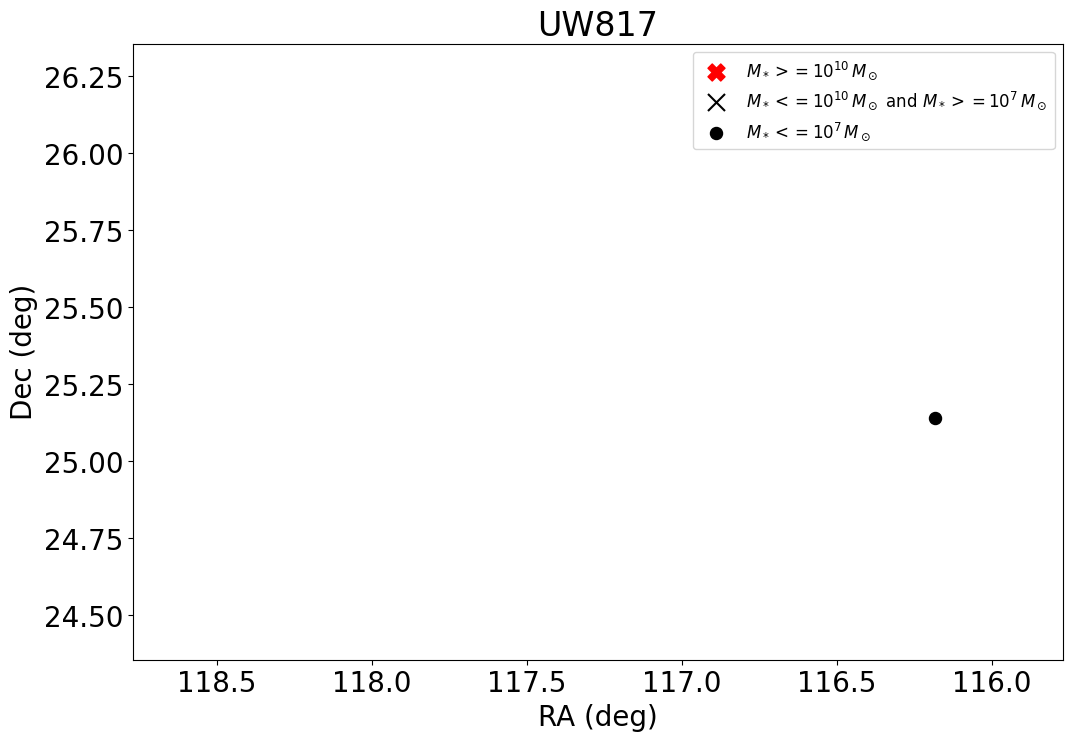 UW817
M* >= 10^10 M⊙
M* <= 10^10 M⊙ and M* >= 10^7 M⊙
M* <= 10^7 M⊙
Dec (deg)
26.25
26.00
25.75
25.50
25.25
25.00
24.75
24.50
118.5 118.0 117.5 117.0 116.5 116.0
RA (deg)